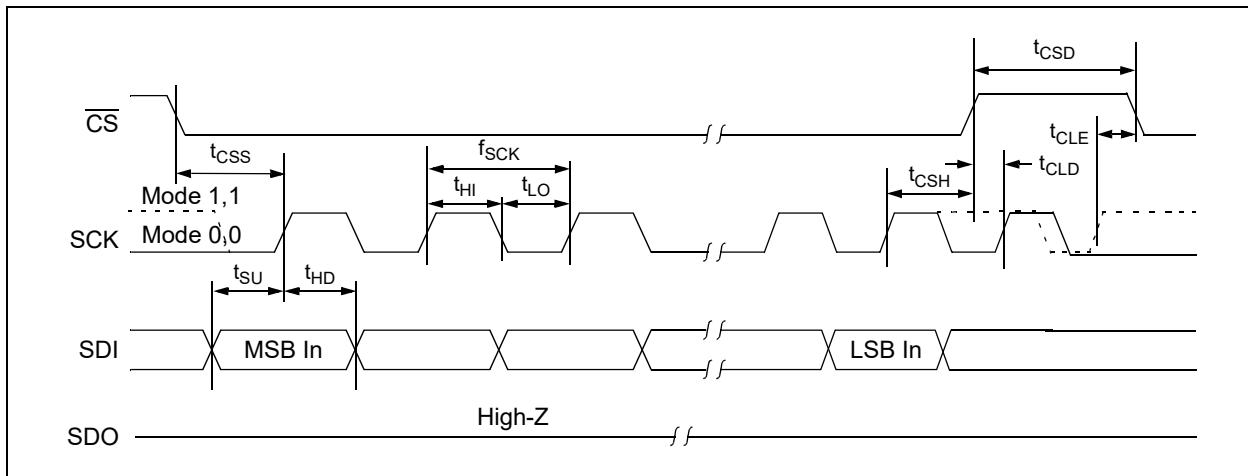 tCSD
CS
tCLE
tCSS
fSCK
tCLD
tHI
tLO
tCSH
Mode 1,1
SCK
Mode 0,0
tSU
tHD
SDI
MSB In
LSB In
High-Z
SDO